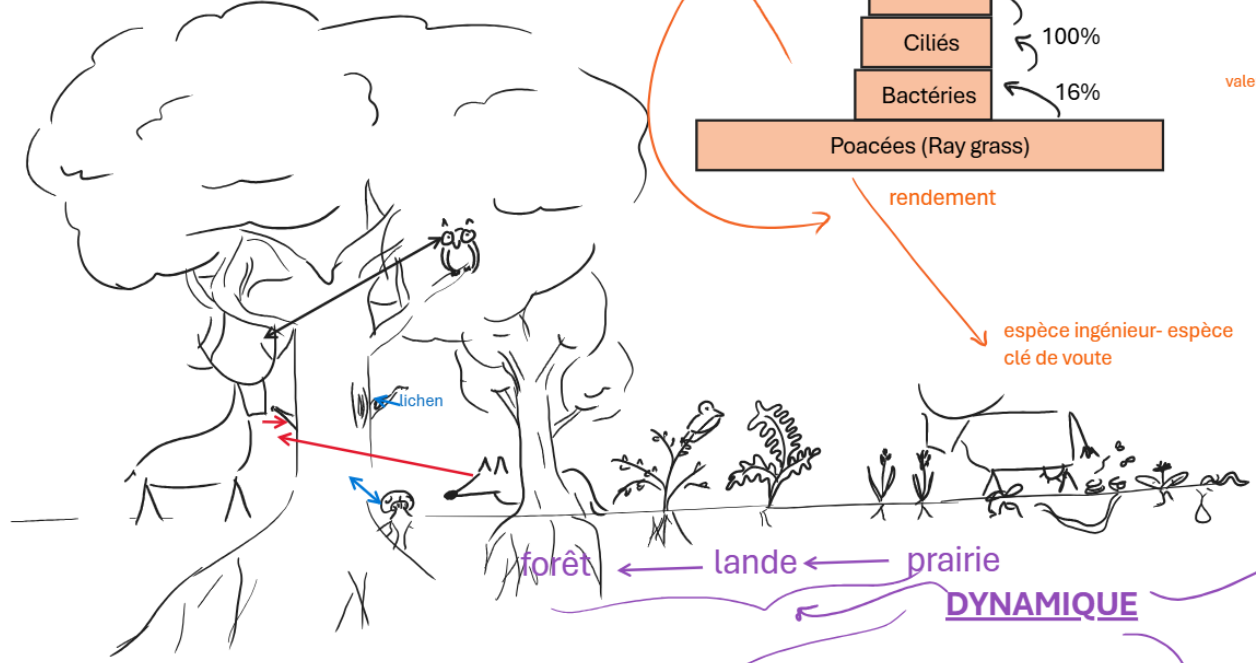 Ciliés
100%
Bactéries
16%
vale
Poacées (Ray grass)
rendement
espèce ingénieur- espèce
clé de voute
lichen
forêt
lande
prairie
DYNAMIQUE